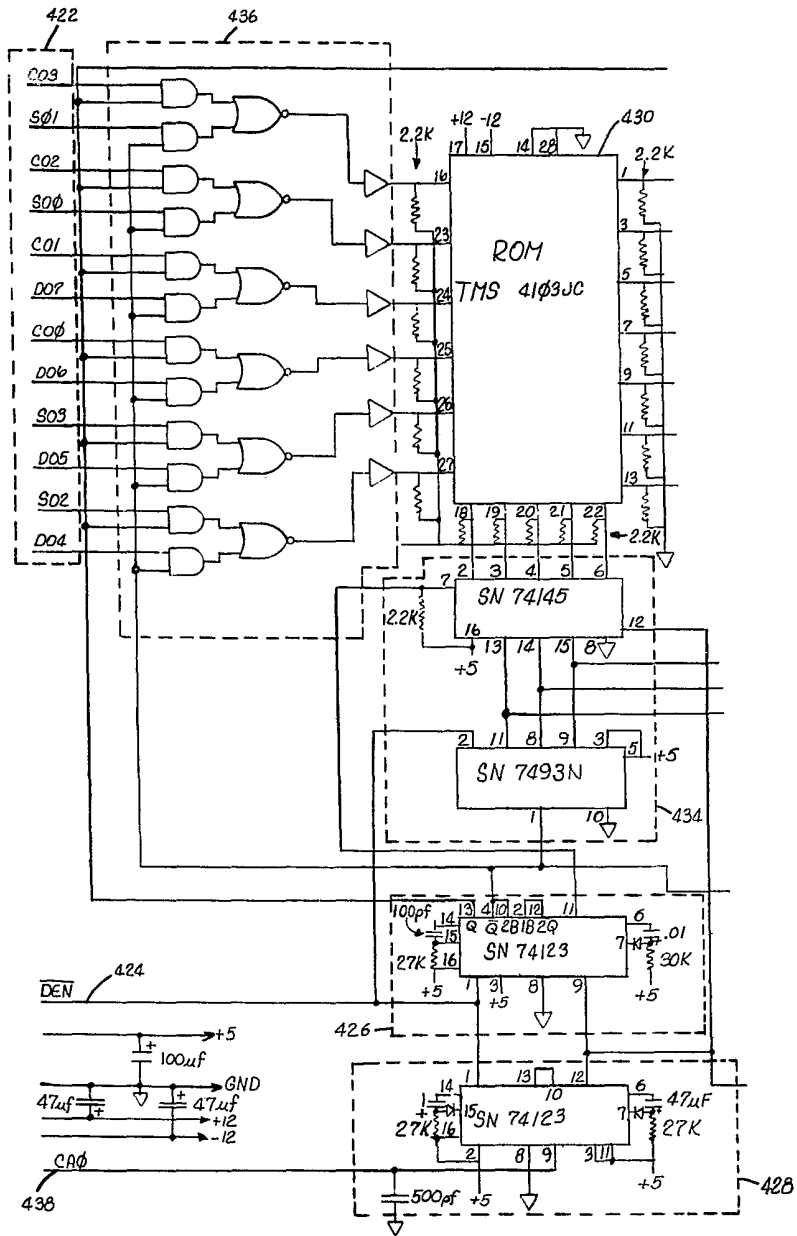 422
436
CO3
SØ1
CO2
SOØ
CO1
DO7
COØ
DO6
SO3
DO5
SO2
DO4
2.2K
+12 -12
17 15 14 28
430
2.2K
16
23
24
25
26
27
ROM
TMS 4103JC
1
3
5
7
9
11
13
18 19 20 21 22
2.2K
7 2 3 4 5 6
SN 74145
12
2.2K
16 13 14 15 8
+5
2 11 8 9 3
5 +5
SN 7493N
1 10
434
13 4 10 2 12 11
Q Q̅ 2B 1B 2Q
100pf
14
15
16
27K
+5
SN 74123
6
7
.01
30K
+5
1 3 8 9
+5
426
D̅E̅N̅
424
+5
+
100µf
GND
47µf
+
+
47µf
+12
-12
CAØ
438
1 13 10 12
14
15
16
1
+
27K
SN 74123
6
7
47µF
27K
2 8 9 3 11
+5
+5
500pf
428